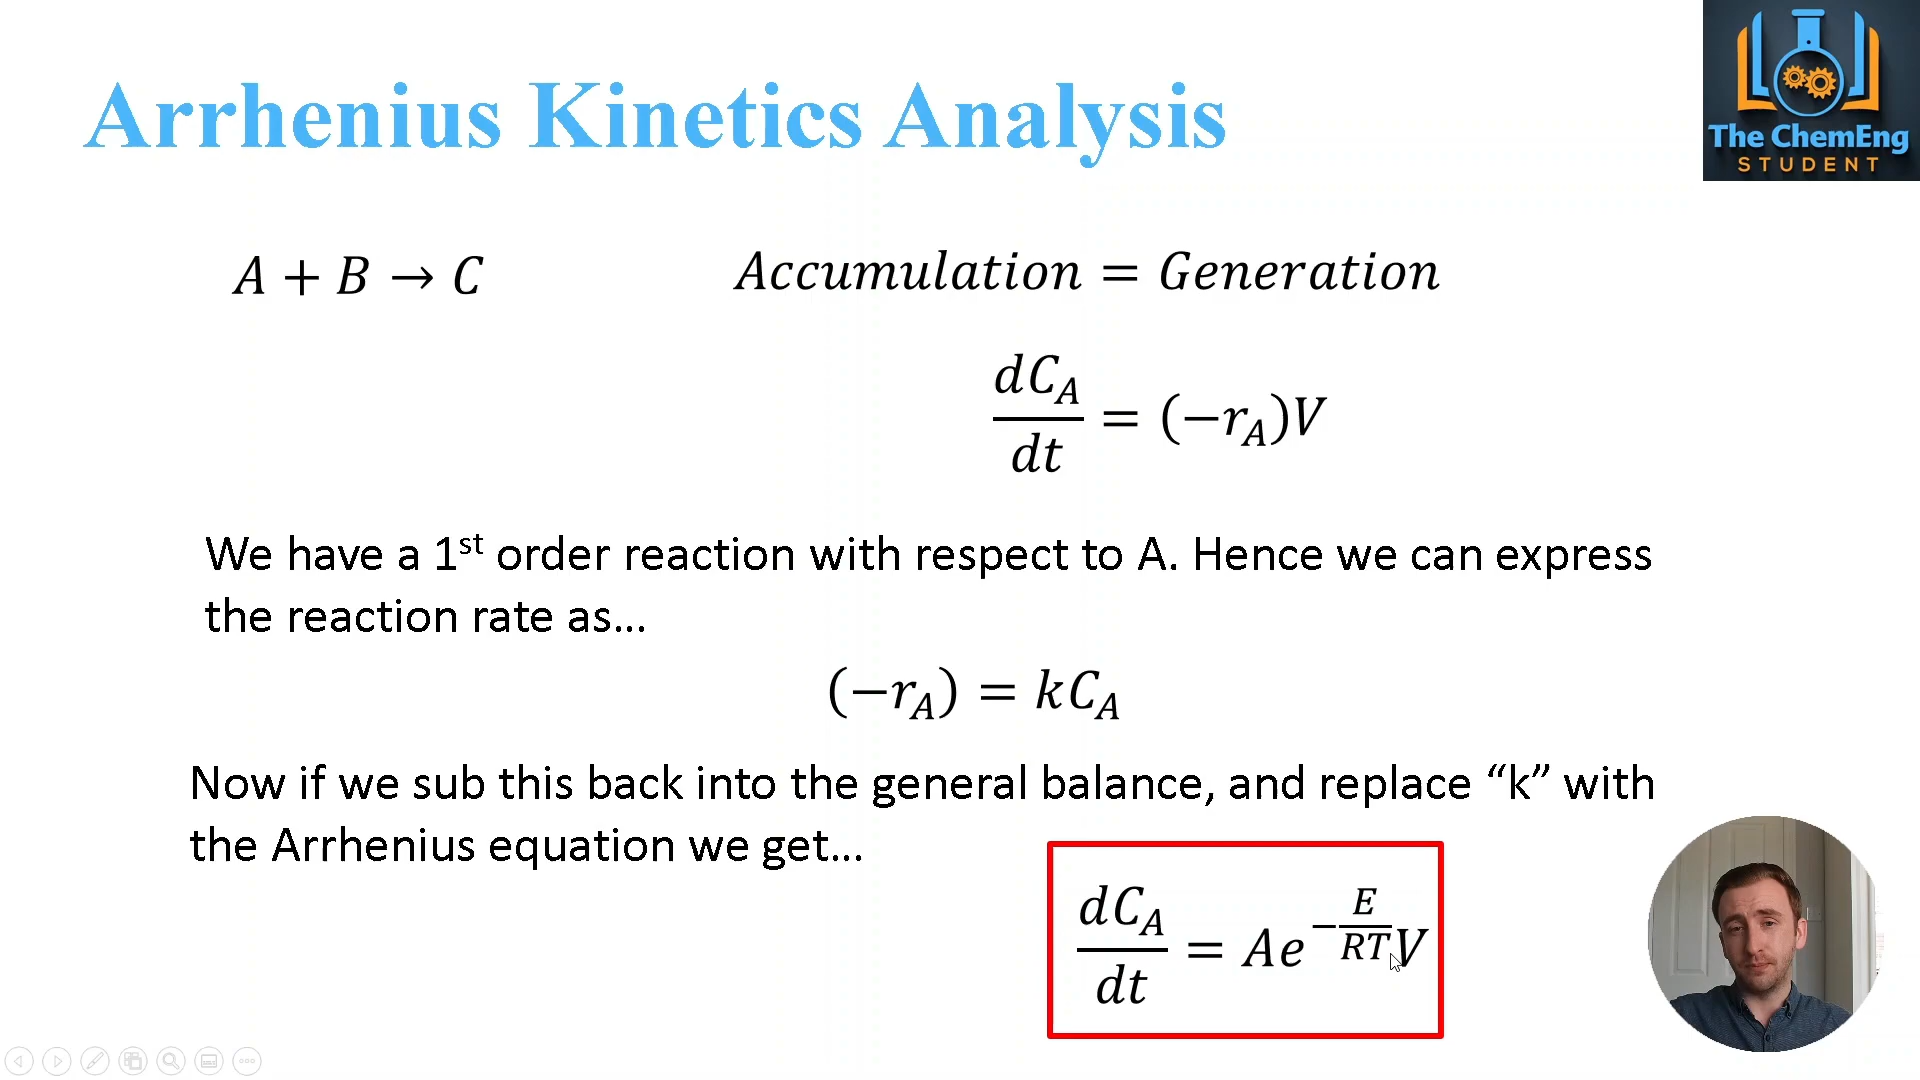 Arrhenius Kinetics Analysis
The ChemEng
STUDENT
A + B → C
Accumulation = Generation
dC_A/dt = (−r_A)V
We have a 1st order reaction with respect to A. Hence we can express
the reaction rate as...
(−r_A) = kC_A
Now if we sub this back into the general balance, and replace “k” with
the Arrhenius equation we get...
dC_A/dt = Ae^(−E/RT)V